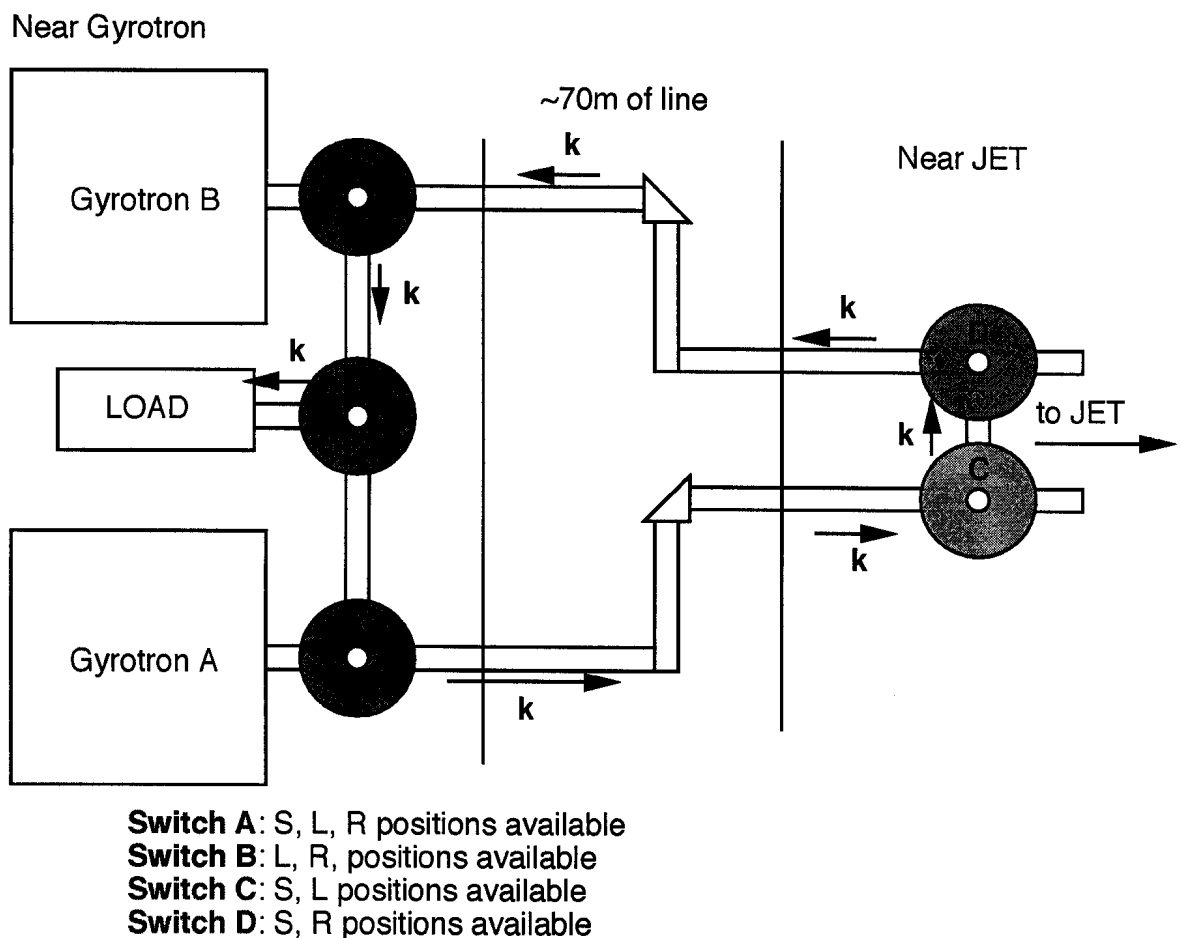 Near Gyrotron
~70m of line
k
Near JET
Gyrotron B
k
k
k
LOAD
k
to JET
C
k
Gyrotron A
k
Switch A: S, L, R positions available
Switch B: L, R, positions available
Switch C: S, L positions available
Switch D: S, R positions available